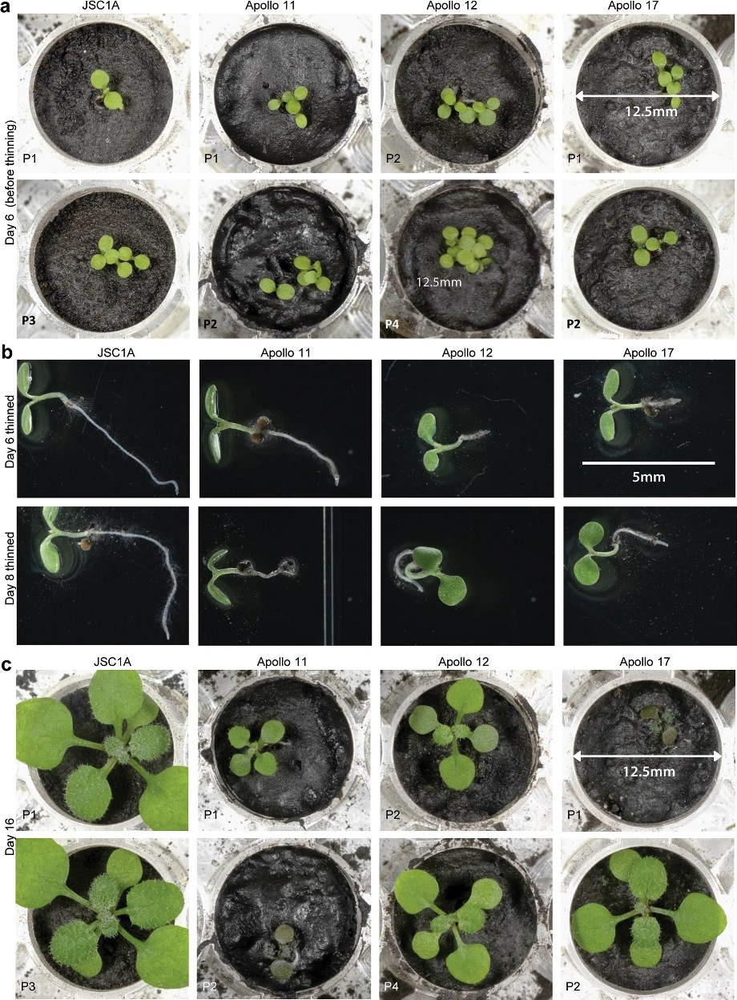 a
JSC1A Apollo 11 Apollo 12 Apollo 17
Day 6 (before thinning)
P1 P1 P2 12.5mm P1
P3 P2 12.5mm P4 P2
b
JSC1A Apollo 11 Apollo 12 Apollo 17
Day 6 thinned
5mm
Day 8 thinned
c
JSC1A Apollo 11 Apollo 12 Apollo 17
Day 16
P1 P1 P2 12.5mm P1
P3 P2 P4 P2